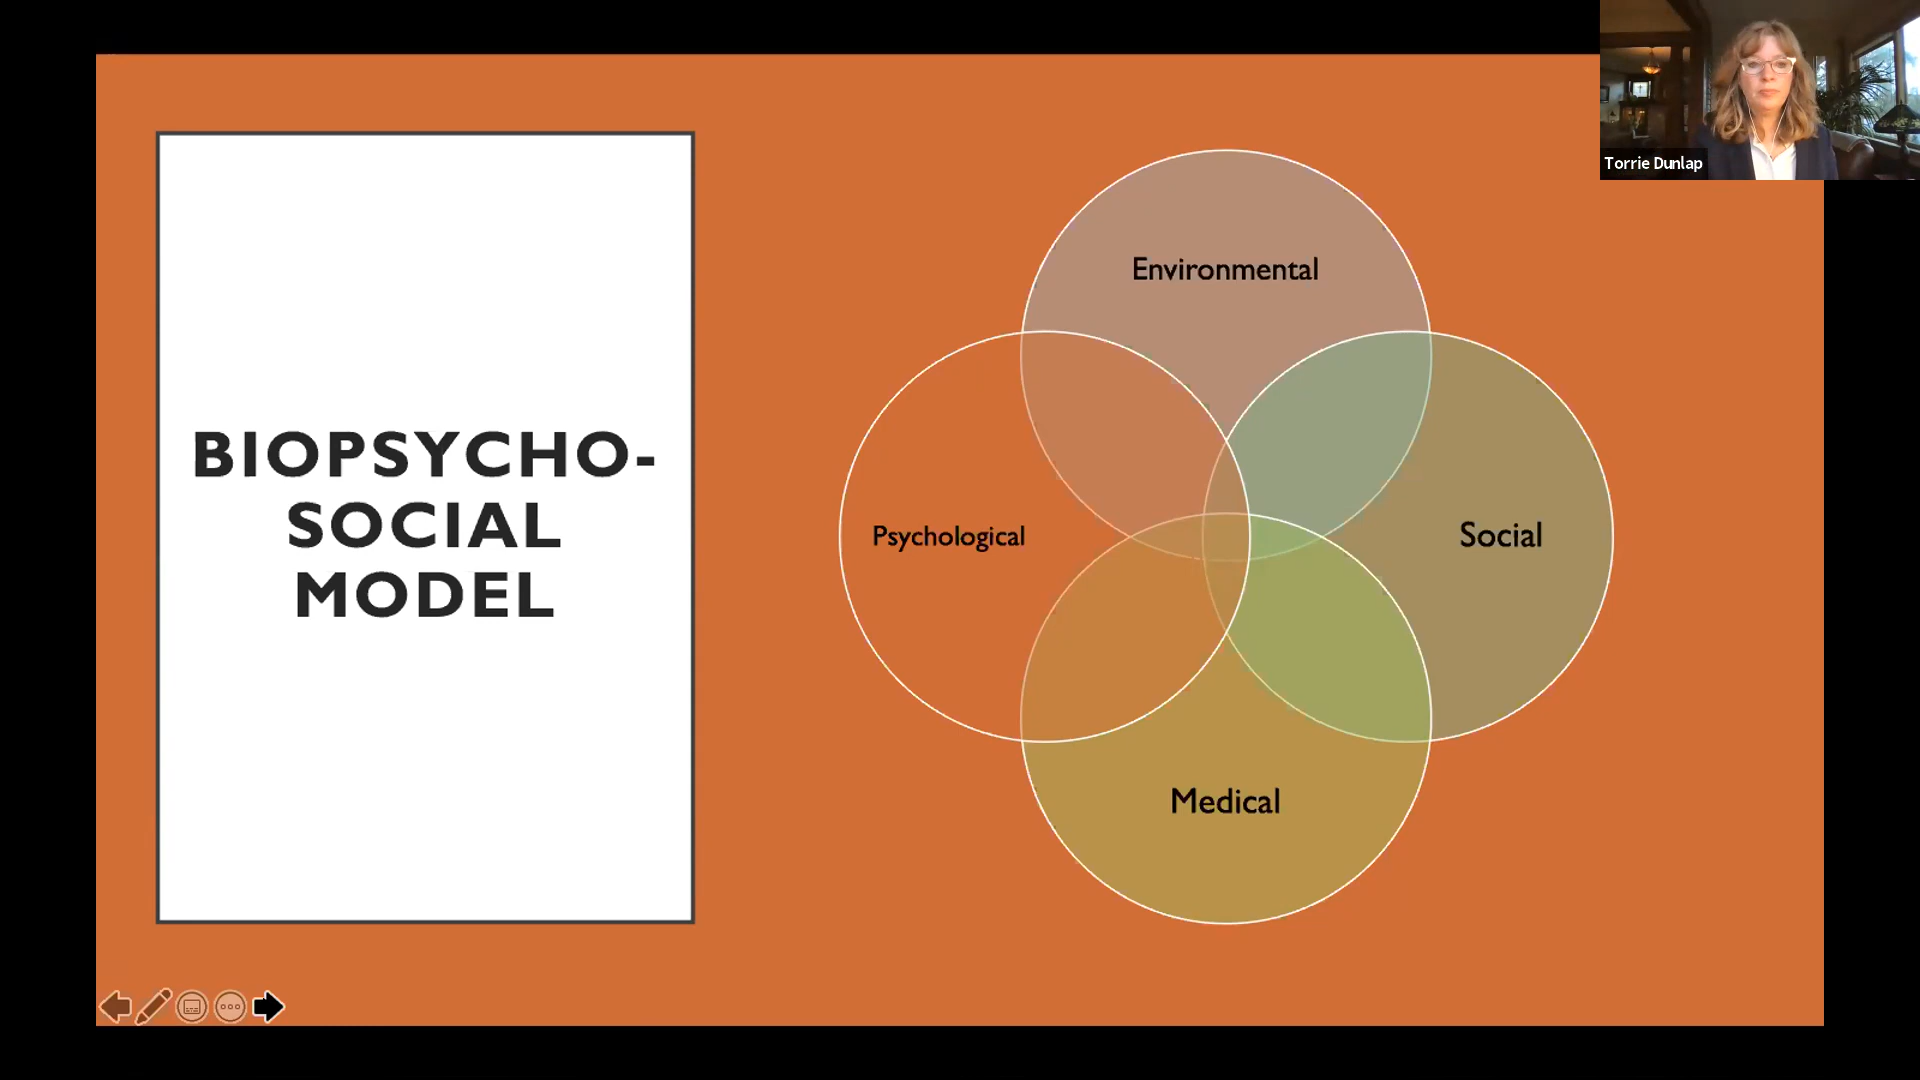 Torrie Dunlap
BIOPSYCHO-
SOCIAL
MODEL
Environmental
Psychological
Social
Medical